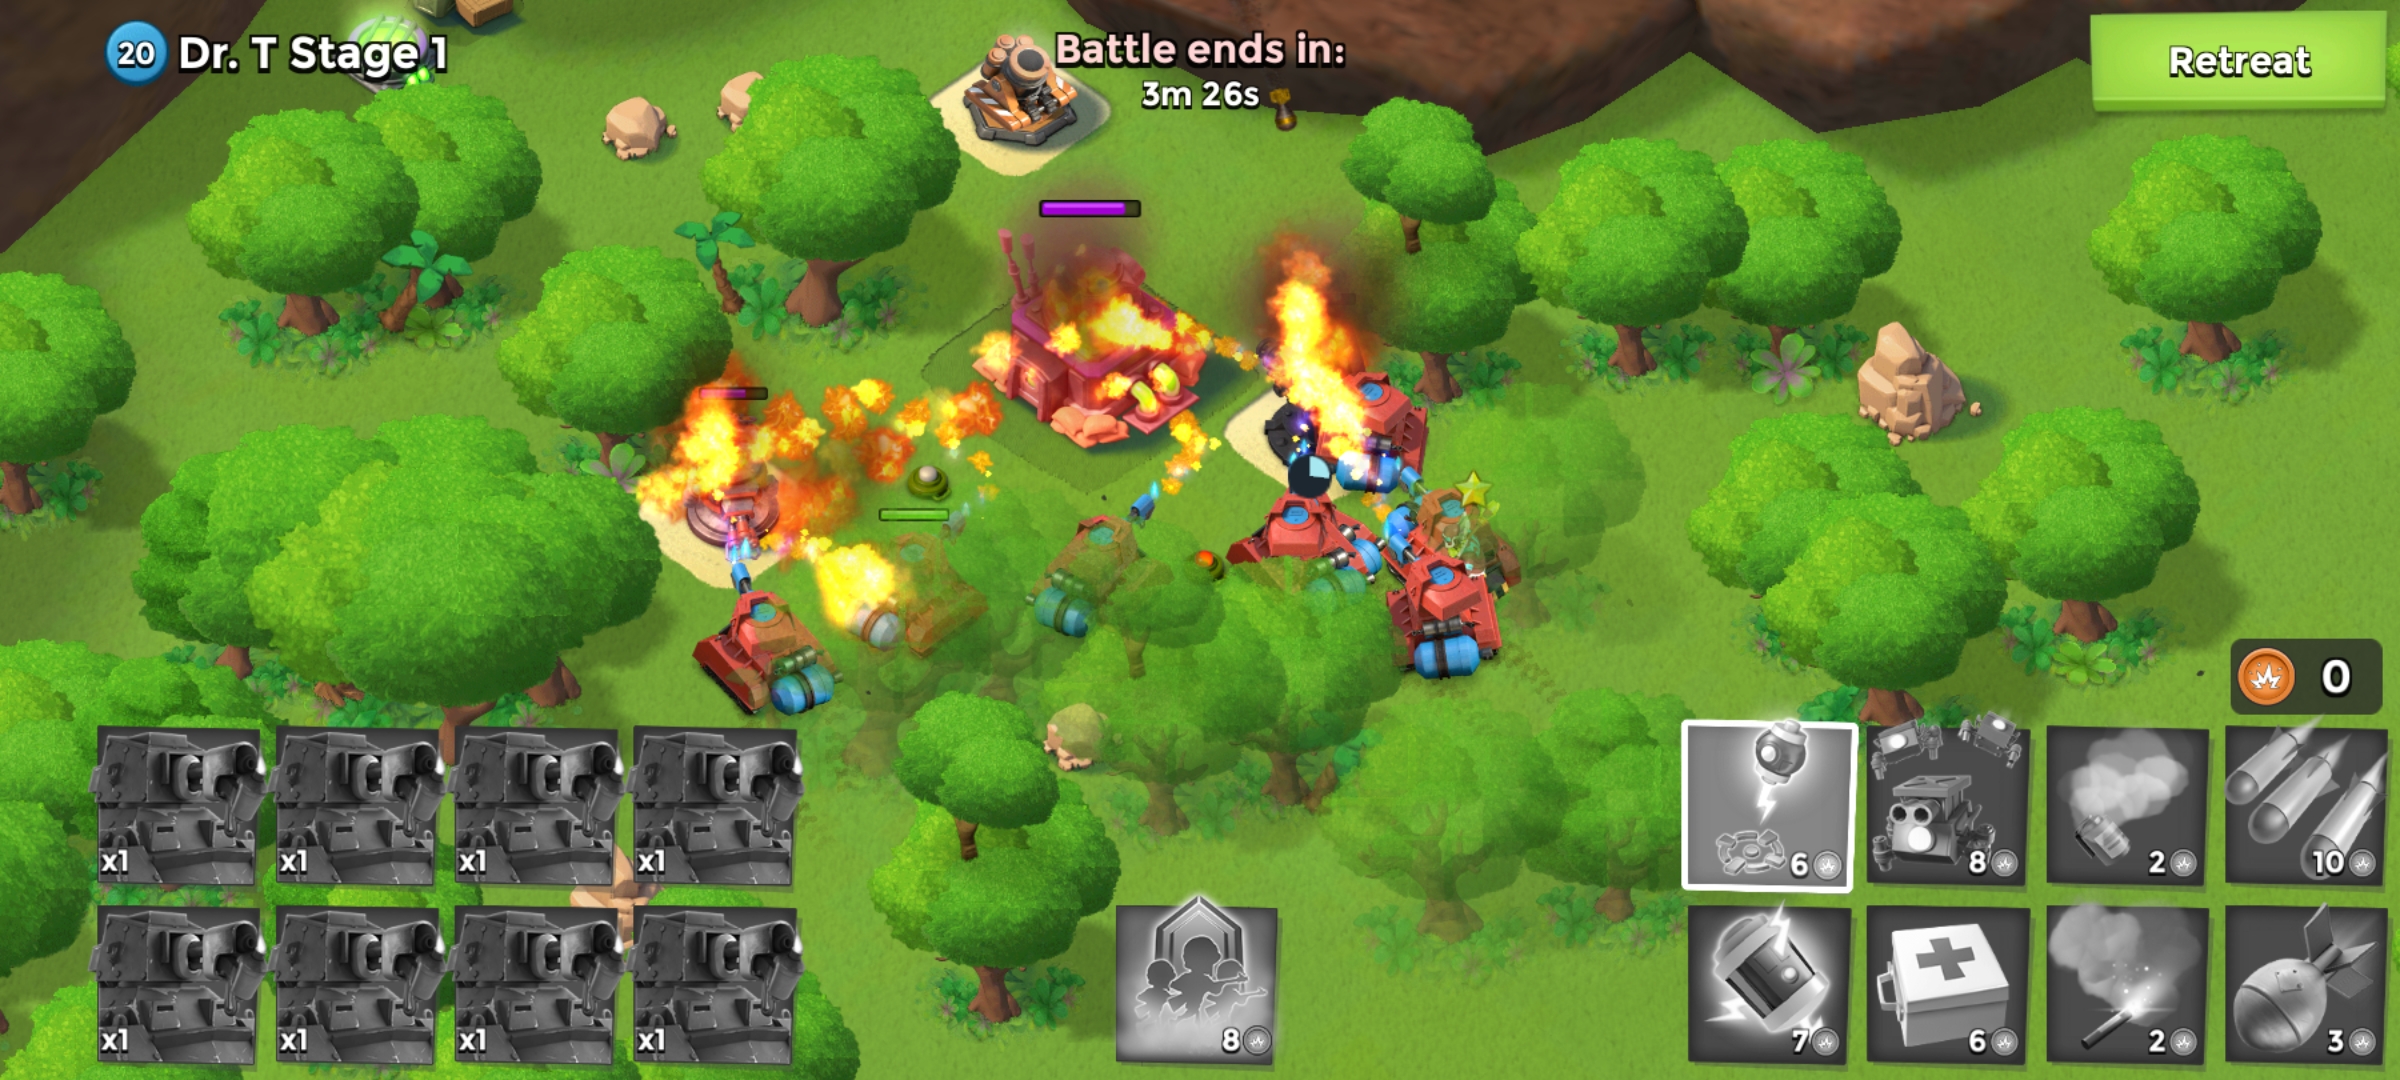 20 Dr. T Stage 1
Battle ends in:
3m 26s
Retreat
0
x1 x1 x1 x1
6 8 2 10
x1 x1 x1 x1
8
7 6 2 3